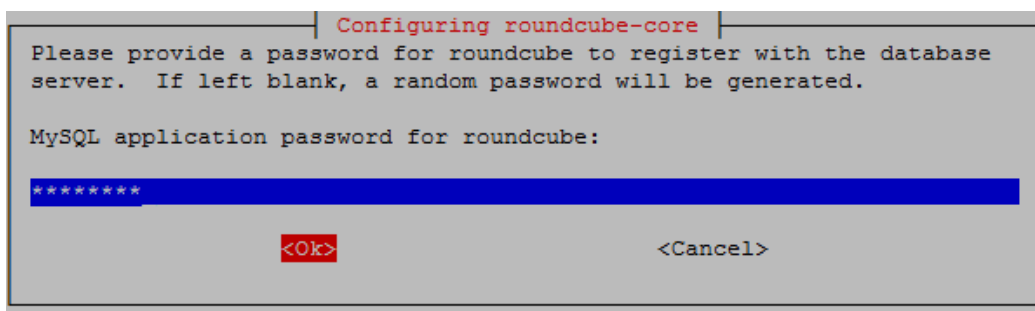 Configuring roundcube-core
Please provide a password for roundcube to register with the database
server.  If left blank, a random password will be generated.
MySQL application password for roundcube:
********
<Ok> <Cancel>